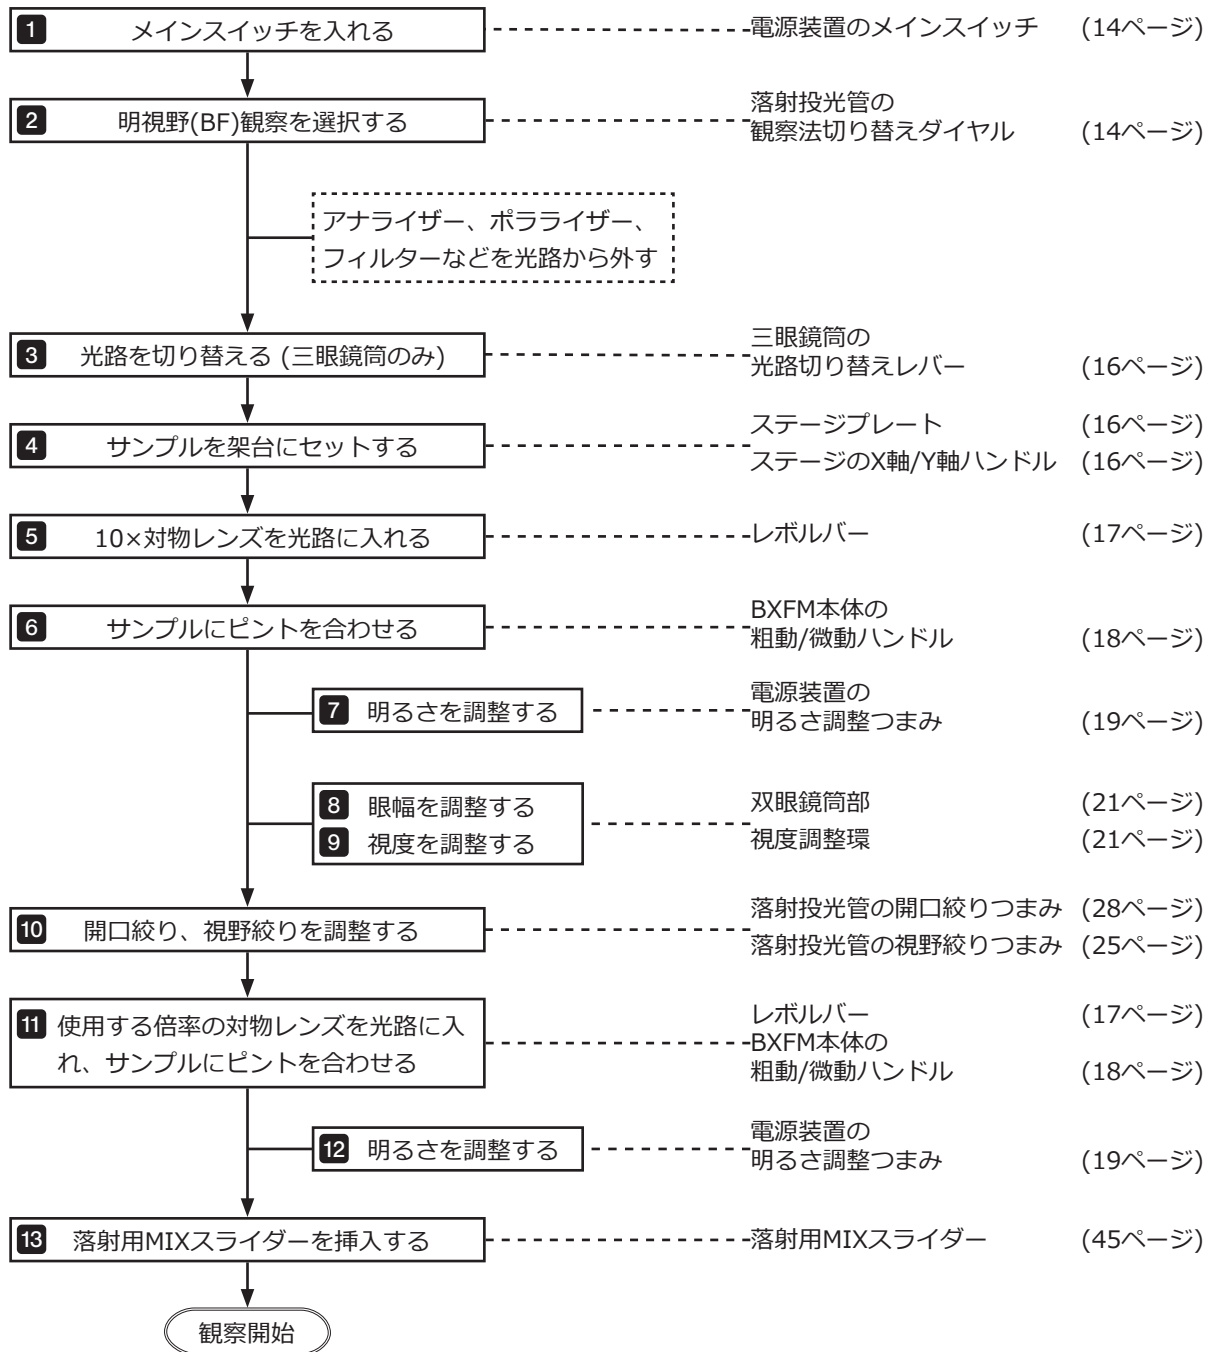 1 メインスイッチを入れる 電源装置のメインスイッチ (14ページ)
2 明視野(BF)観察を選択する 落射投光管の
観察法切り替えダイヤル (14ページ)
アナライザー、ポラライザー、
フィルターなどを光路から外す
3 光路を切り替える (三眼鏡筒のみ) 三眼鏡筒の
光路切り替えレバー (16ページ)
4 サンプルを架台にセットする ステージプレート (16ページ)
ステージのX軸/Y軸ハンドル (16ページ)
5 10×対物レンズを光路に入れる レボルバー (17ページ)
6 サンプルにピントを合わせる BXFM本体の
粗動/微動ハンドル (18ページ)
7 明るさを調整する 電源装置の
明るさ調整つまみ (19ページ)
8 眼幅を調整する 双眼鏡筒部 (21ページ)
9 視度を調整する 視度調整環 (21ページ)
10 開口絞り、視野絞りを調整する 落射投光管の開口絞りつまみ (28ページ)
落射投光管の視野絞りつまみ (25ページ)
11 使用する倍率の対物レンズを光路に入
れ、サンプルにピントを合わせる
レボルバー (17ページ)
BXFM本体の
粗動/微動ハンドル (18ページ)
12 明るさを調整する 電源装置の
明るさ調整つまみ (19ページ)
13 落射用MIXスライダーを挿入する 落射用MIXスライダー (45ページ)
観察開始